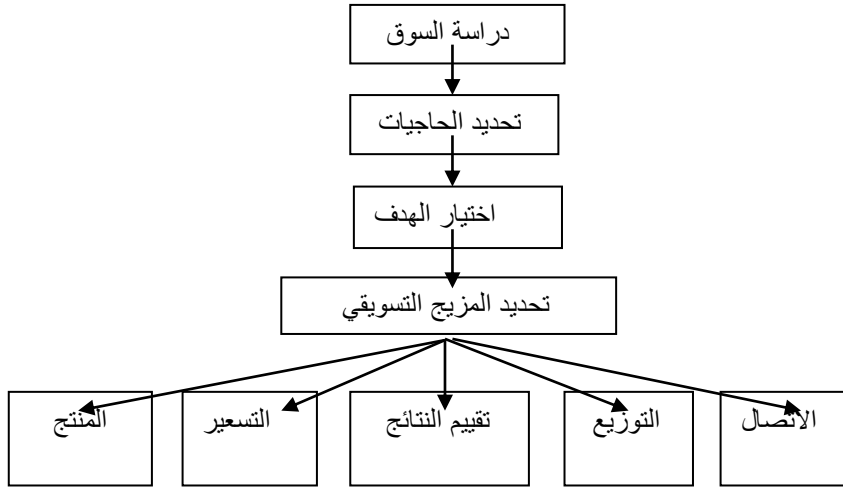 دراسة السوق
تحديد الحاجيات
اختيار الهدف
تحديد المزيج التسويقي
الاتصال
التوزيع
تقييم النتائج
التسعير
المنتج